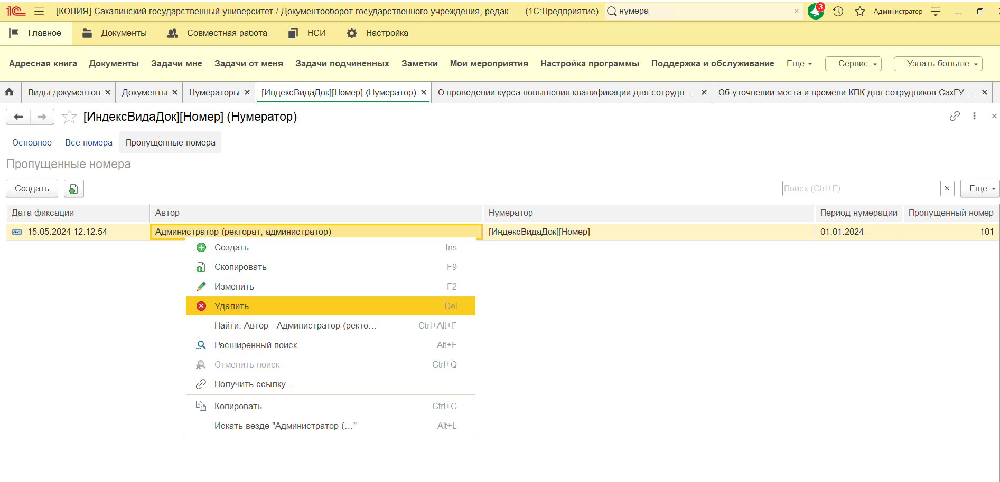 1С [КОПИЯ] Сахалинский государственный университет / Документооборот государственного учреждения, редак... (1С:Предприятие) нумера × 3 Администратор
Главное Документы Совместная работа НСИ Настройка
Адресная книга Документы Задачи мне Задачи от меня Задачи подчиненных Заметки Мои мероприятия Настройка программы Поддержка и обслуживание Еще Сервис Узнать больше
Виды документов × Документы × Нумераторы × [ИндексВидаДок][Номер] (Нумератор) × О проведении курса повышения квалификации для сотрудн... × Об уточнении места и времени КПК для сотрудников СахГУ ... ×
[ИндексВидаДок][Номер] (Нумератор)
Основное Все номера Пропущенные номера
Пропущенные номера
Создать Поиск (Ctrl+F) × Еще
Дата фиксации Автор Нумератор Период нумерации Пропущенный номер
15.05.2024 12:12:54 Администратор (ректорат, администратор) [ИндексВидаДок][Номер] 01.01.2024 101
Создать Ins
Скопировать F9
Изменить F2
Удалить Del
Найти: Автор - Администратор (ректо... Ctrl+Alt+F
Расширенный поиск Alt+F
Отменить поиск Ctrl+Q
Получить ссылку...
Копировать Ctrl+C
Искать везде "Администратор (..." Alt+L